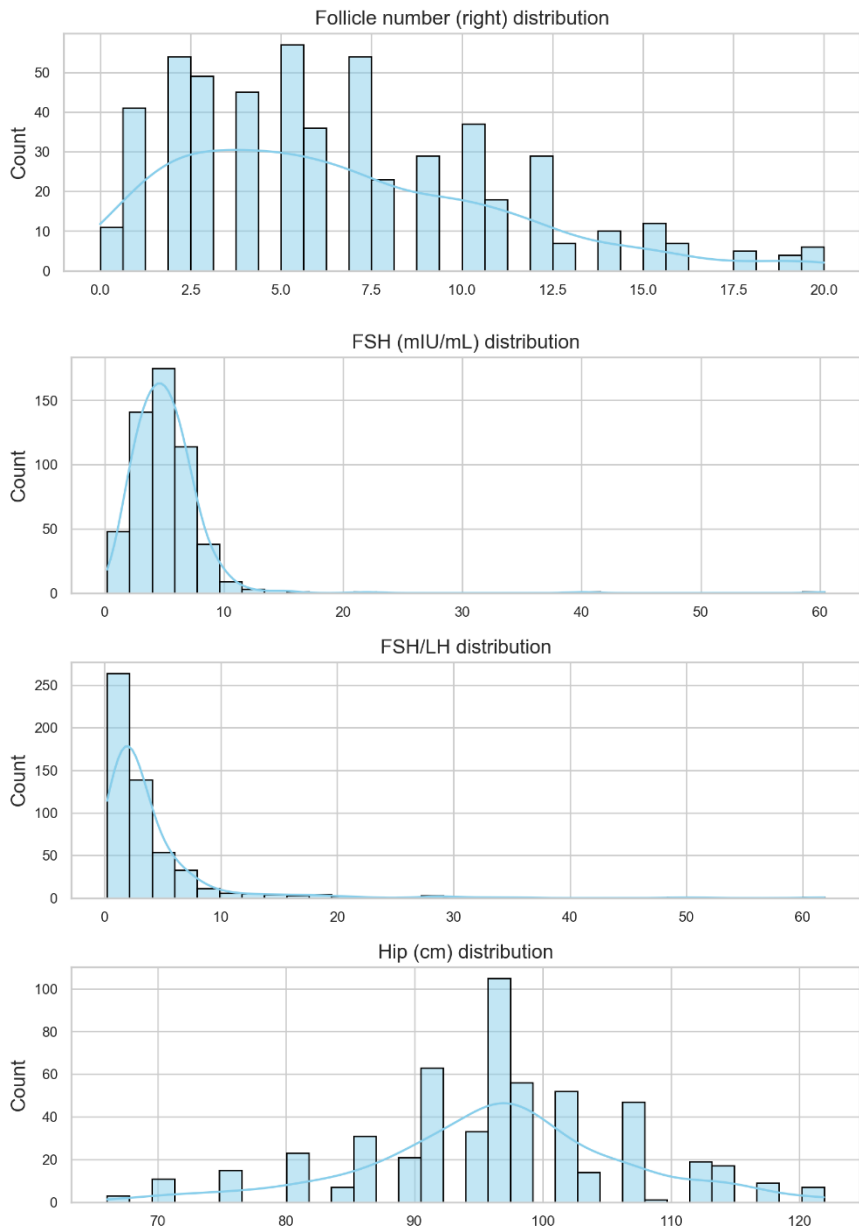 Follicle number (right) distribution
Count
50
40
30
20
10
0
0.0 2.5 5.0 7.5 10.0 12.5 15.0 17.5 20.0
FSH (mIU/mL) distribution
Count
150
100
50
0
0 10 20 30 40 50 60
FSH/LH distribution
Count
250
200
150
100
50
0
0 10 20 30 40 50 60
Hip (cm) distribution
Count
100
80
60
40
20
0
70 80 90 100 110 120